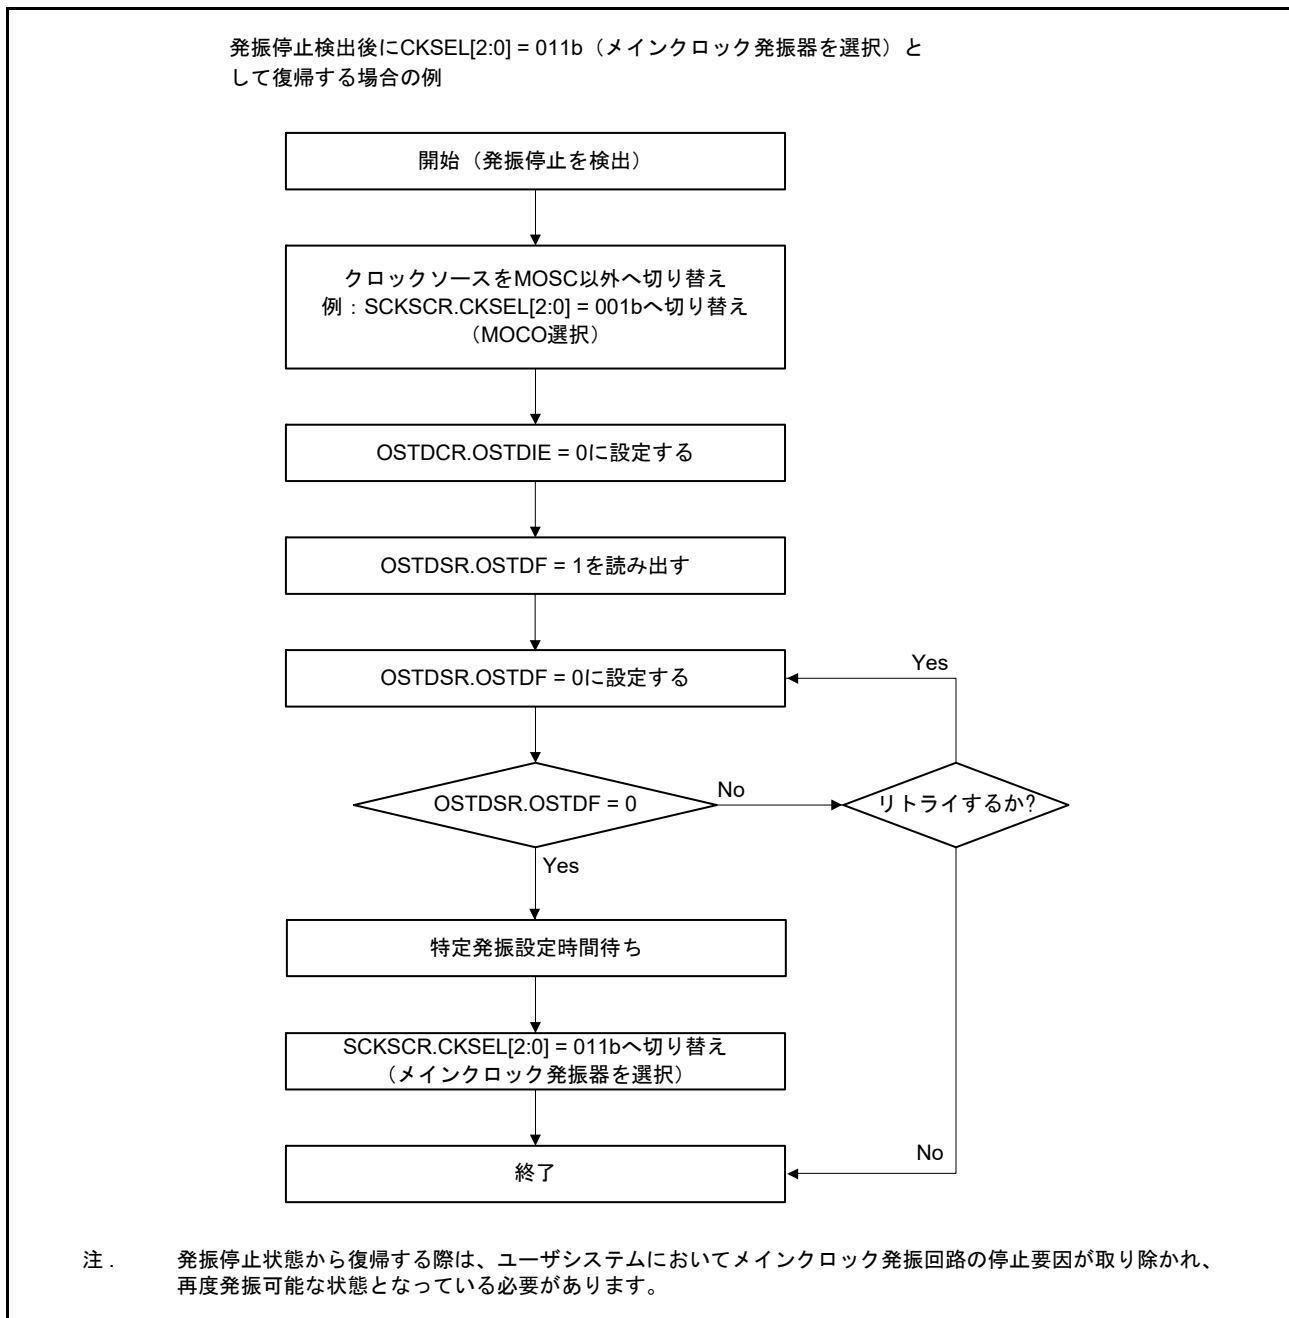 発振停止検出後にCKSEL[2:0] = 011b（メインクロック発振器を選択）と
して復帰する場合の例
開始（発振停止を検出）
クロックソースをMOSC以外へ切り替え
例：SCKSCR.CKSEL[2:0] = 001bへ切り替え
（MOCO選択）
OSTDCR.OSTDIE = 0に設定する
OSTDSR.OSTDF = 1を読み出す
OSTDSR.OSTDF = 0に設定する
Yes
OSTDSR.OSTDF = 0
No
リトライするか?
Yes
特定発振設定時間待ち
SCKSCR.CKSEL[2:0] = 011bへ切り替え
（メインクロック発振器を選択）
No
終了
注 . 発振停止状態から復帰する際は、ユーザシステムにおいてメインクロック発振回路の停止要因が取り除かれ、
再度発振可能な状態となっている必要があります。